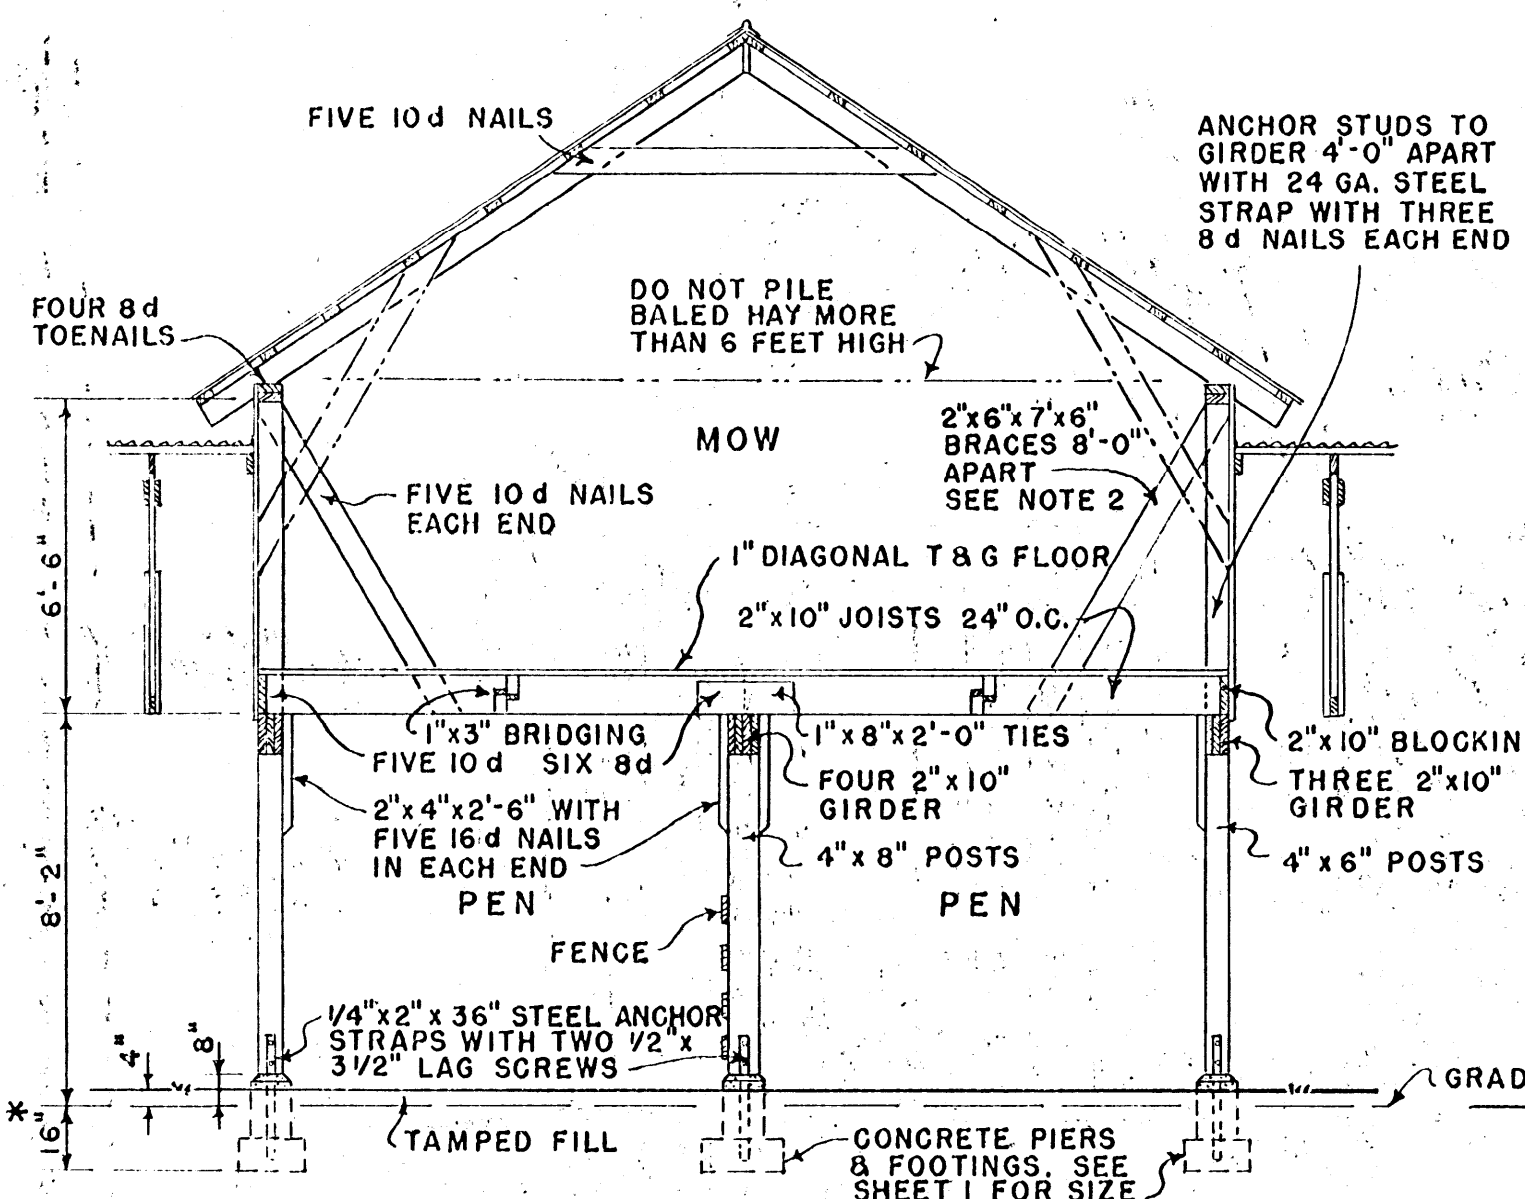 FIVE 10d NAILS
ANCHOR STUDS TO
GIRDER 4'-0" APART
WITH 24 GA. STEEL
STRAP WITH THREE
8d NAILS EACH END
FOUR 8d
TOENAILS
DO NOT PILE
BALED HAY MORE
THAN 6 FEET HIGH
MOW
2"x6"x7'x6"
BRACES 8'-0"
APART
SEE NOTE 2
FIVE 10d NAILS
EACH END
6'-6"
1" DIAGONAL T & G FLOOR
2"x10" JOISTS 24" O.C.
1"x3" BRIDGING
FIVE 10d
SIX 8d
1"x8"x2'-0" TIES
2"x10" BLOCKIN
FOUR 2"x10"
GIRDER
THREE 2"x10"
GIRDER
2"x4"x2'-6" WITH
FIVE 16d NAILS
IN EACH END
4"x8" POSTS
4"x6" POSTS
8'-2"
PEN
PEN
FENCE
1/4"x2"x36" STEEL ANCHOR
STRAPS WITH TWO 1/2"x
3 1/2" LAG SCREWS
4"
8"
GRAD
*
16"
TAMPED FILL
CONCRETE PIERS
& FOOTINGS. SEE
SHEET 1 FOR SIZE